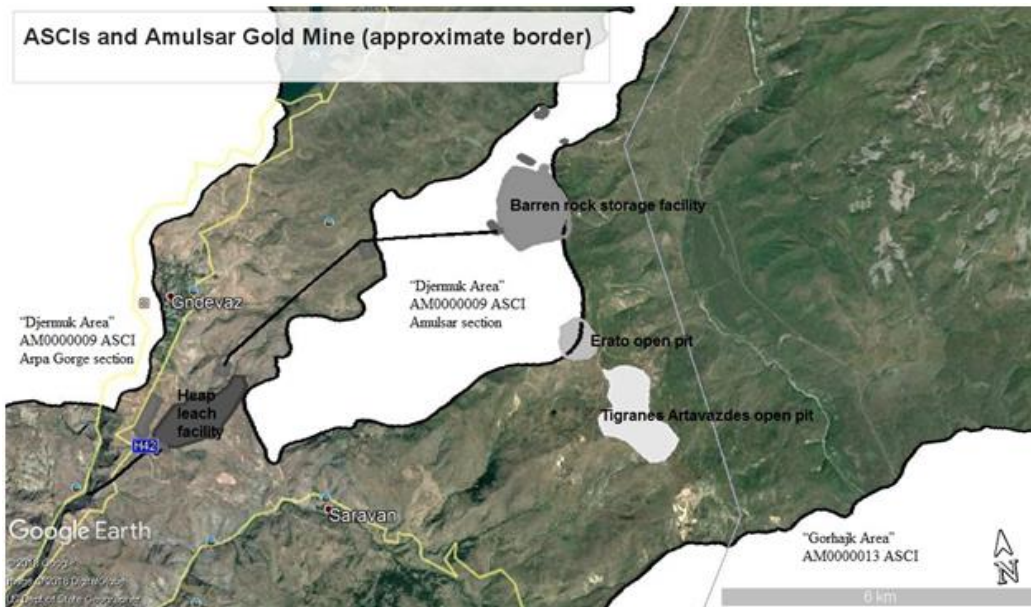 ASCIs and Amulsar Gold Mine (approximate border)
Barren rock storage facility
"Djermuk Area"
AM0000009 ASCI
Amulsar section
Gndevaz
"Djermuk Area"
AM0000009 ASCI
Arpa Gorge section
Erato open pit
Heap
leach
facility
Tigranes Artavazdes open pit
H42
Saravan
Google Earth
"Gorhajk Area"
AM0000013 ASCI
N
6 km